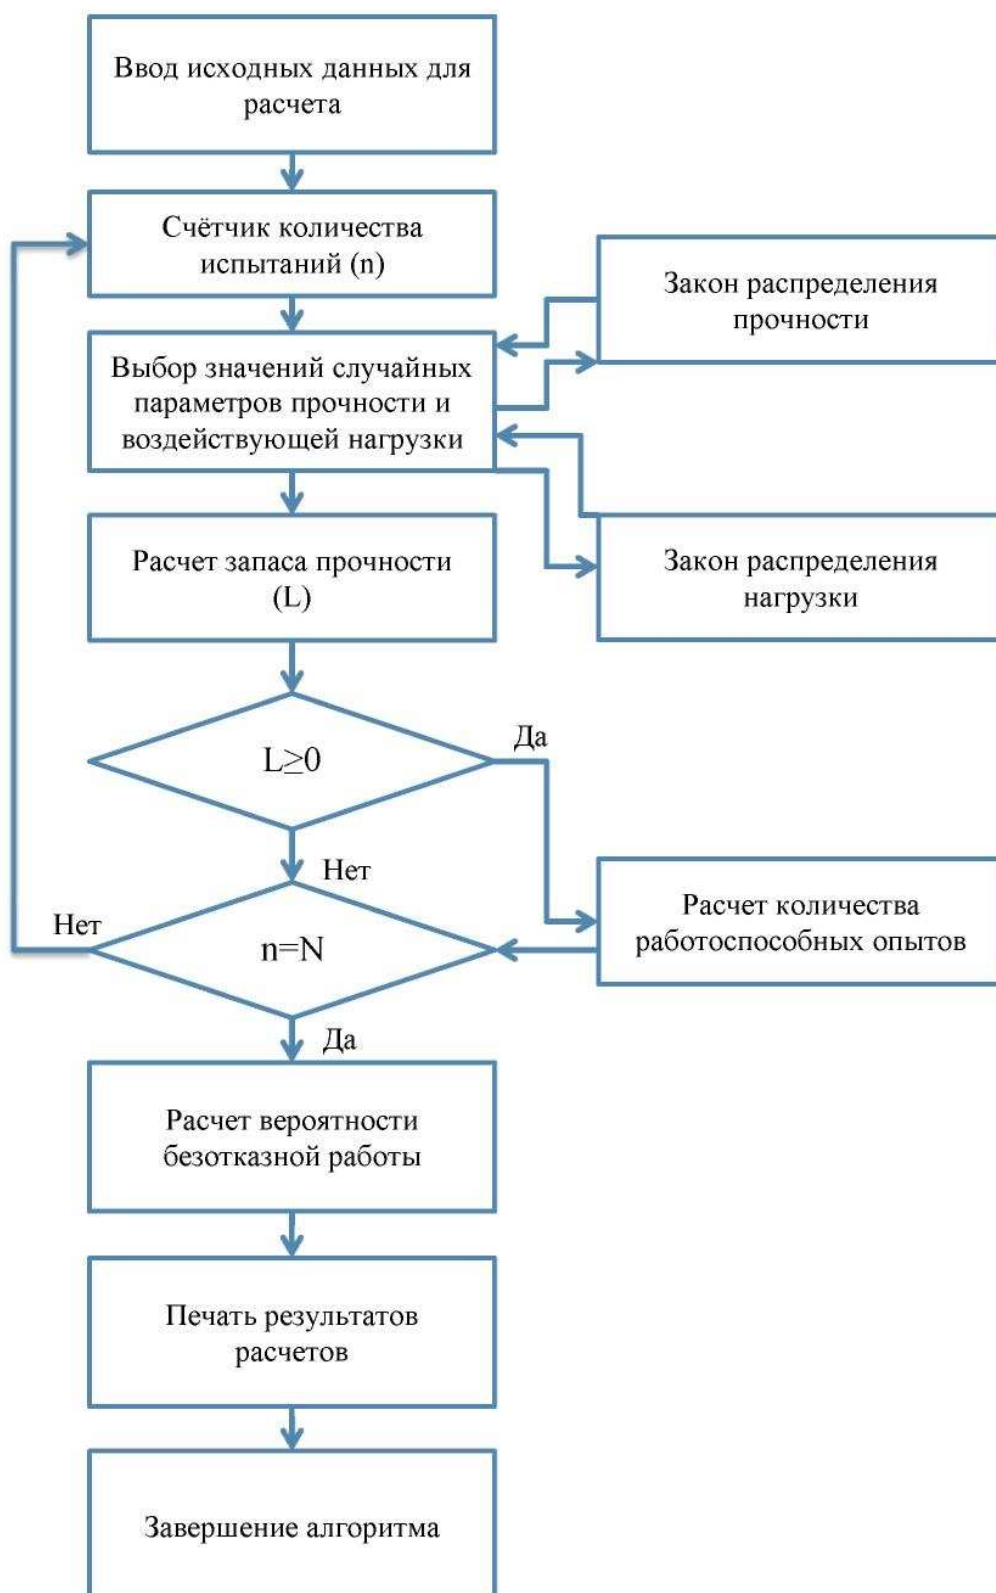 Ввод исходных данных для
расчета
Счётчик количества
испытаний (n)
Закон распределения
прочности
Выбор значений случайных
параметров прочности и
воздействующей нагрузки
Расчет запаса прочности
(L)
Закон распределения
нагрузки
L≥0
Да
Нет
Расчет количества
работоспособных опытов
n=N
Нет
Да
Расчет вероятности
безотказной работы
Печать результатов
расчетов
Завершение алгоритма